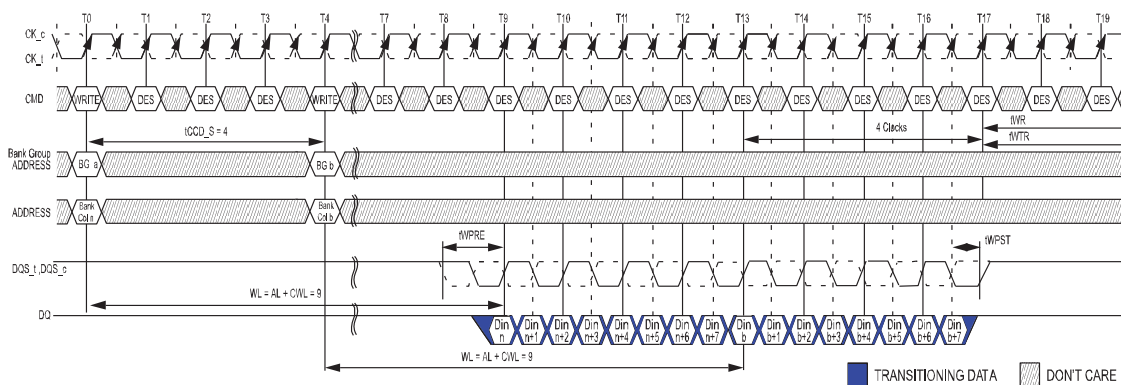 T0 T1 T2 T3 T4 T7 T8 T9 T10 T11 T12 T13 T14 T15 T16 T17 T18 T19
CK_c
CK_t
CMD WRITE DES DES DES WRITE DES DES DES DES DES DES DES DES DES DES DES DES DES
tCCD_S = 4
4 Clocks
tWR
tWTR
Bank Group
ADDRESS
BG a
BG b
ADDRESS
Bank
Col n
Bank
Col b
tWPRE
tWPST
DQS_t ,DQS_c
WL = AL + CWL = 9
DQ
Din n
Din n+1
Din n+2
Din n+3
Din n+4
Din n+5
Din n+6
Din n+7
Din b
Din b+1
Din b+2
Din b+3
Din b+4
Din b+5
Din b+6
Din b+7
WL = AL + CWL = 9
TRANSITIONING DATA
DON'T CARE